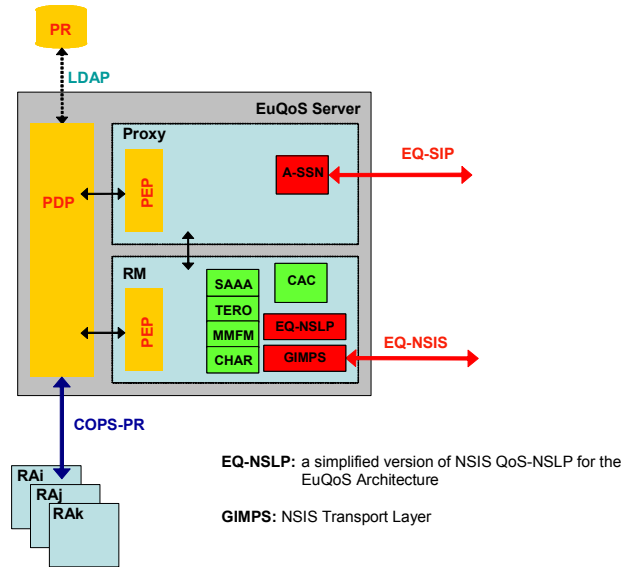 PR
LDAP
EuQoS Server
Proxy
PDP
PEP
A-SSN
EQ-SIP
RM
PEP
SAAA
TERO
MMFM
CHAR
CAC
EQ-NSLP
GIMPS
EQ-NSIS
COPS-PR
RAi
RAj
RAk
EQ-NSLP: a simplified version of NSIS QoS-NSLP for the
EuQoS Architecture
GIMPS: NSIS Transport Layer